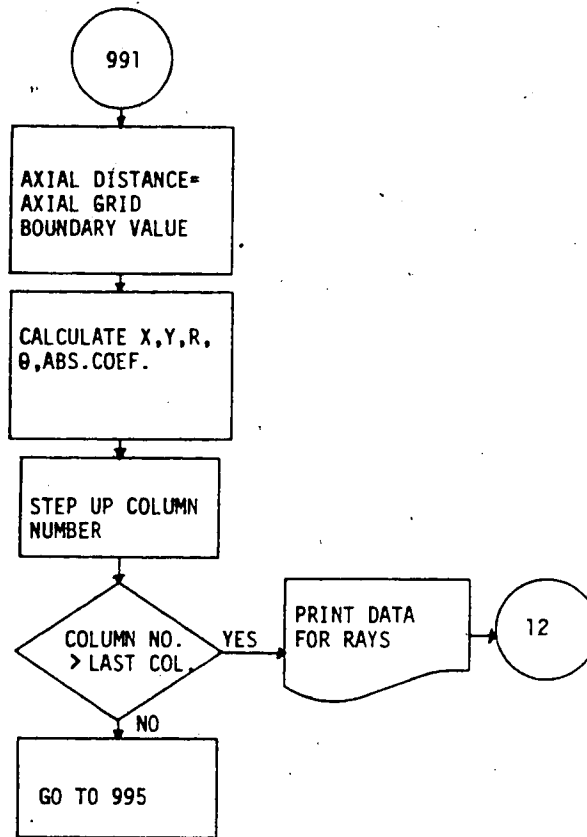 991
AXIAL DISTANCE=
AXIAL GRID
BOUNDARY VALUE
CALCULATE X,Y,R,
θ,ABS.COEF.
STEP UP COLUMN
NUMBER
COLUMN NO.
> LAST COL.
YES
PRINT DATA
FOR RAYS
12
NO
GO TO 995